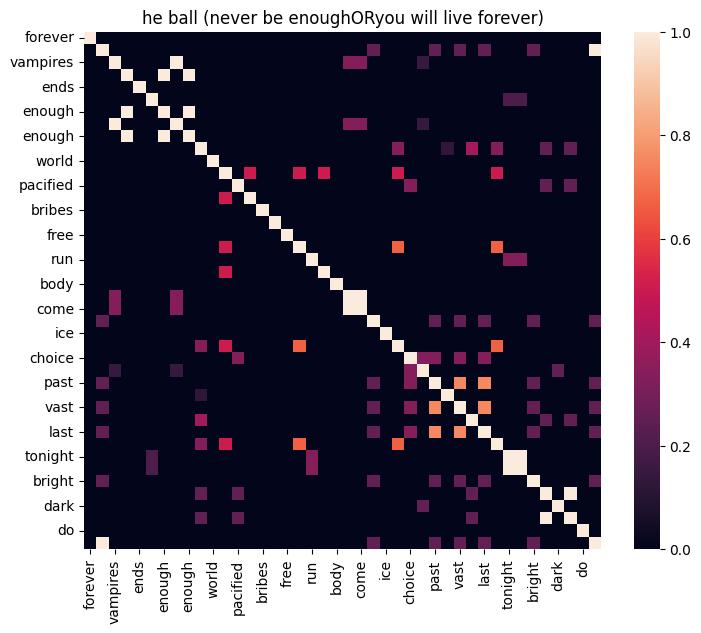 he ball (never be enoughORyou will live forever)
forever
vampires
ends
enough
enough
world
pacified
bribes
free
run
body
come
ice
choice
past
vast
last
tonight
bright
dark
do
1.0
0.8
0.6
0.4
0.2
0.0
forever
vampires
ends
enough
enough
world
pacified
bribes
free
run
body
come
ice
choice
past
vast
last
tonight
bright
dark
do